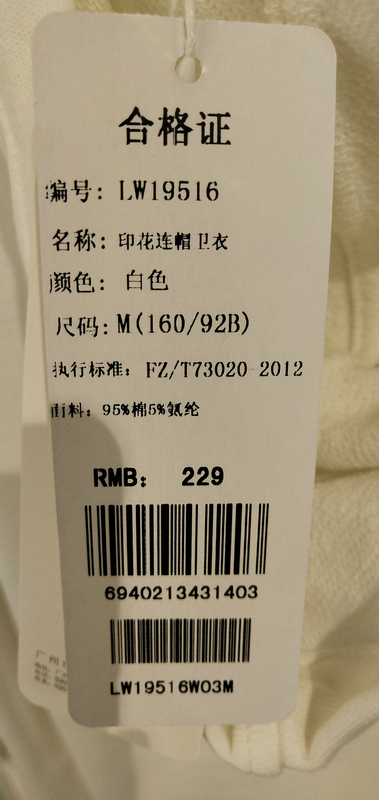 合格证
编号: LW19516
名称: 印花连帽卫衣
颜色: 白色
尺码: M(160/92B)
执行标准: FZ/T73020-2012
面料: 95%棉5%氨纶
RMB: 229
6940213431403
LW19516W03M
广州